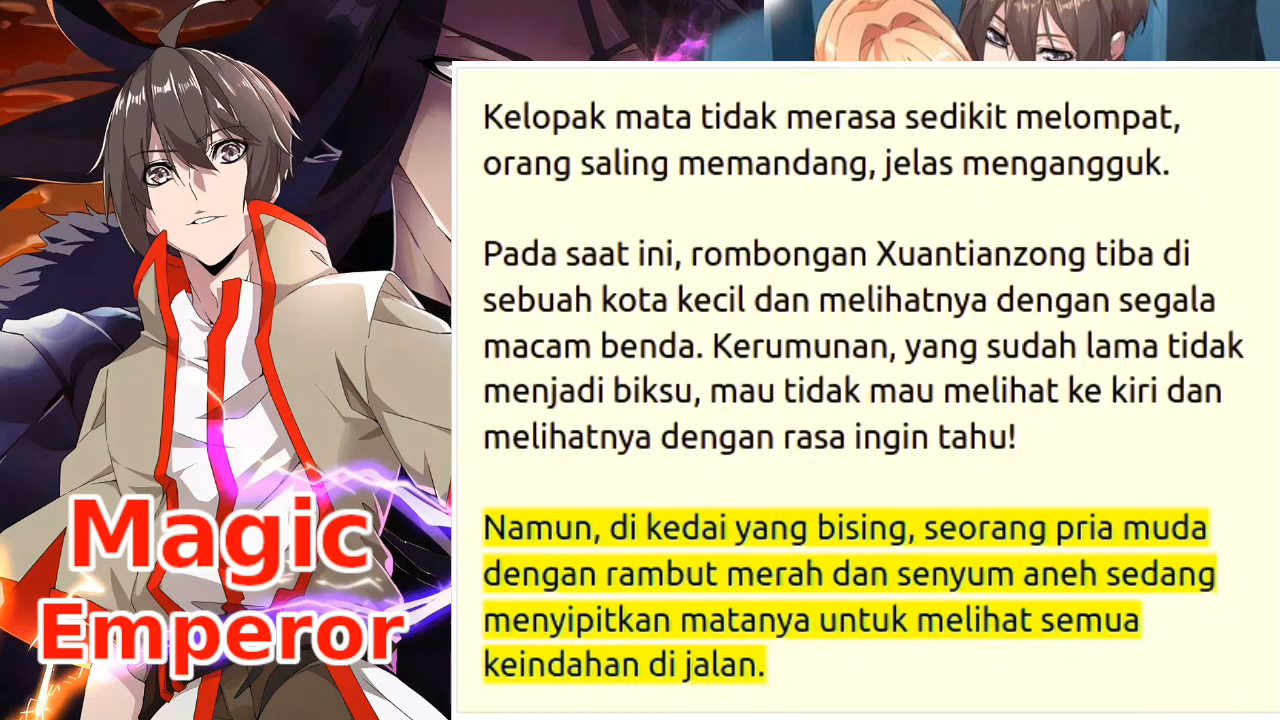 Kelopak mata tidak merasa sedikit melompat,
orang saling memandang, jelas mengangguk.
Pada saat ini, rombongan Xuantianzong tiba di
sebuah kota kecil dan melihatnya dengan segala
macam benda. Kerumunan, yang sudah lama tidak
menjadi biksu, mau tidak mau melihat ke kiri dan
melihatnya dengan rasa ingin tahu!
Namun, di kedai yang bising, seorang pria muda
dengan rambut merah dan senyum aneh sedang
menyipitkan matanya untuk melihat semua
keindahan di jalan.
Magic
Emperor